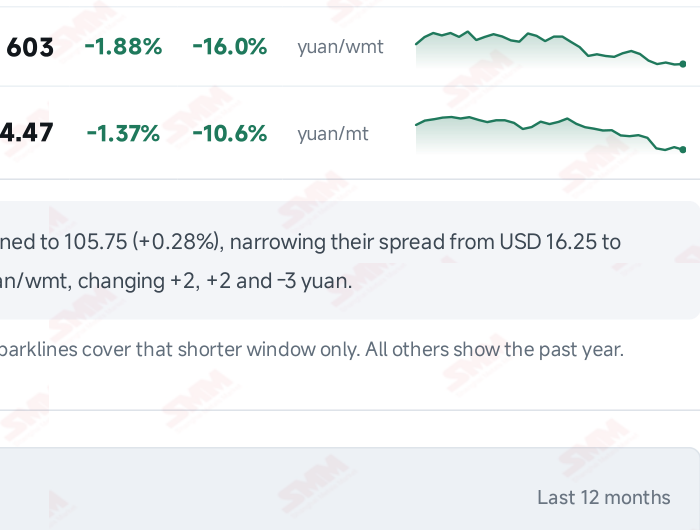 603 -1.88% -16.0% yuan/wmt
4.47 -1.37% -10.6% yuan/mt
ned to 105.75 (+0.28%), narrowing their spread from USD 16.25 to
n/wmt, changing +2, +2 and -3 yuan.
parklines cover that shorter window only. All others show the past year.
Last 12 months
SMM